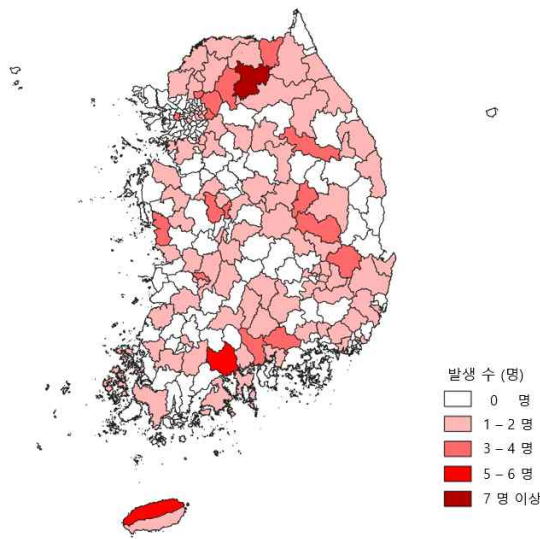 발생 수 (명)
0 명
1 – 2 명
3 – 4 명
5 – 6 명
7 명 이상